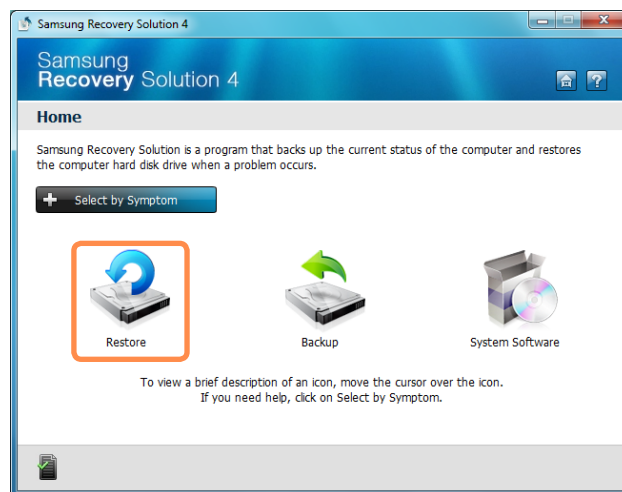 Samsung Recovery Solution 4
Samsung
Recovery Solution 4
Home
Samsung Recovery Solution is a program that backs up the current status of the computer and restores
the computer hard disk drive when a problem occurs.
Select by Symptom
Restore
Backup
System Software
To view a brief description of an icon, move the cursor over the icon.
If you need help, click on Select by Symptom.